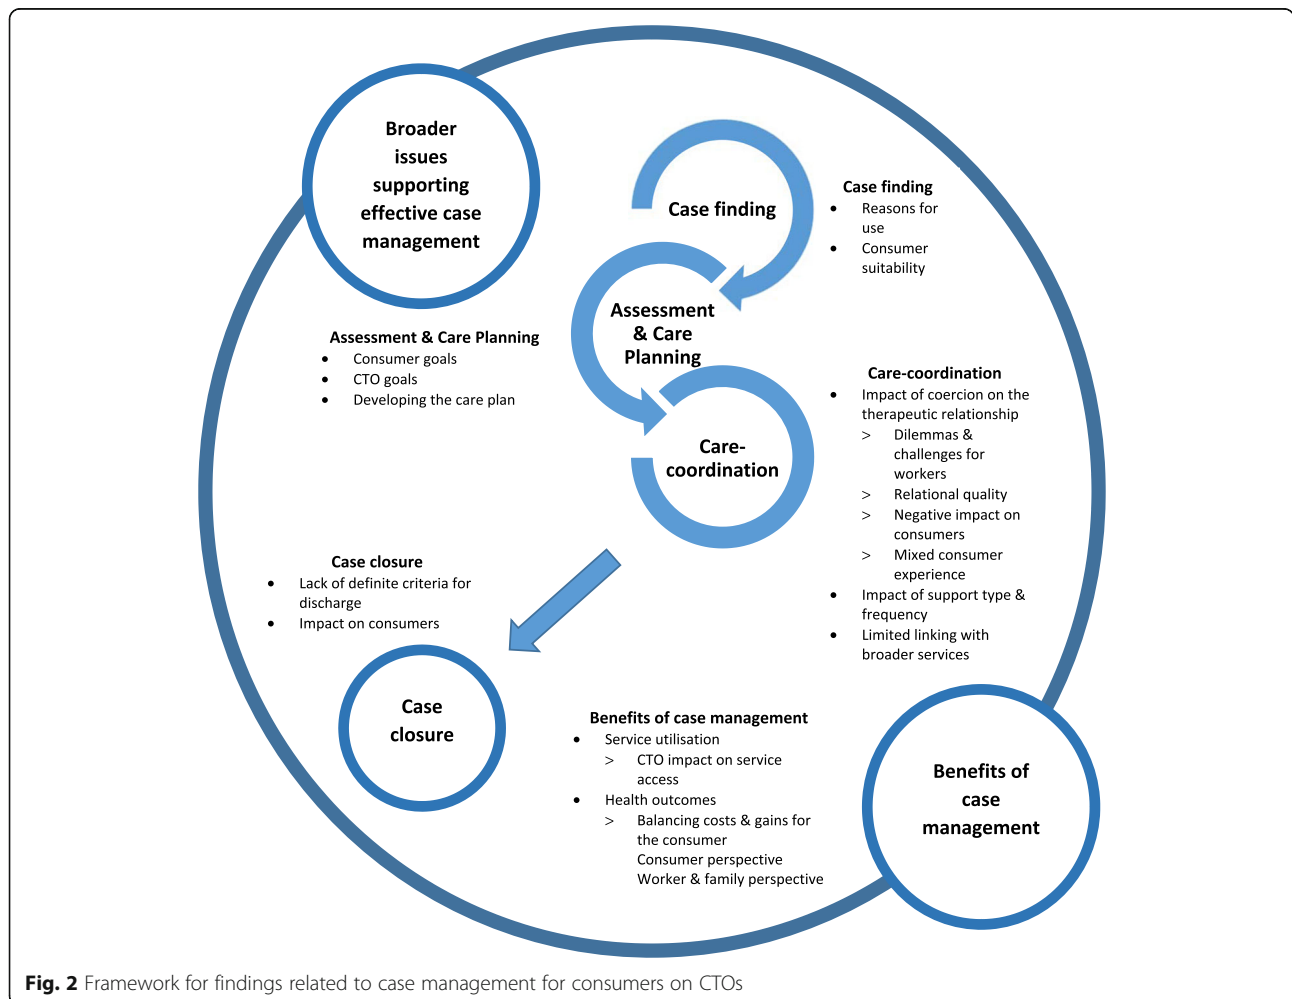 Broader
issues
supporting
effective case
management
Case finding
Case finding
• Reasons for
use
• Consumer
suitability
Assessment
& Care
Planning
Assessment & Care Planning
• Consumer goals
• CTO goals
• Developing the care plan
Care-
coordination
Care-coordination
• Impact of coercion on the
therapeutic relationship
> Dilemmas &
challenges for
workers
> Relational quality
> Negative impact on
consumers
> Mixed consumer
experience
• Impact of support type &
frequency
• Limited linking with
broader services
Case closure
• Lack of definite criteria for
discharge
• Impact on consumers
Case
closure
Benefits of case management
• Service utilisation
> CTO impact on service
access
• Health outcomes
> Balancing costs & gains for
the consumer
Consumer perspective
Worker & family perspective
Benefits of
case
management
Fig. 2 Framework for findings related to case management for consumers on CTOs